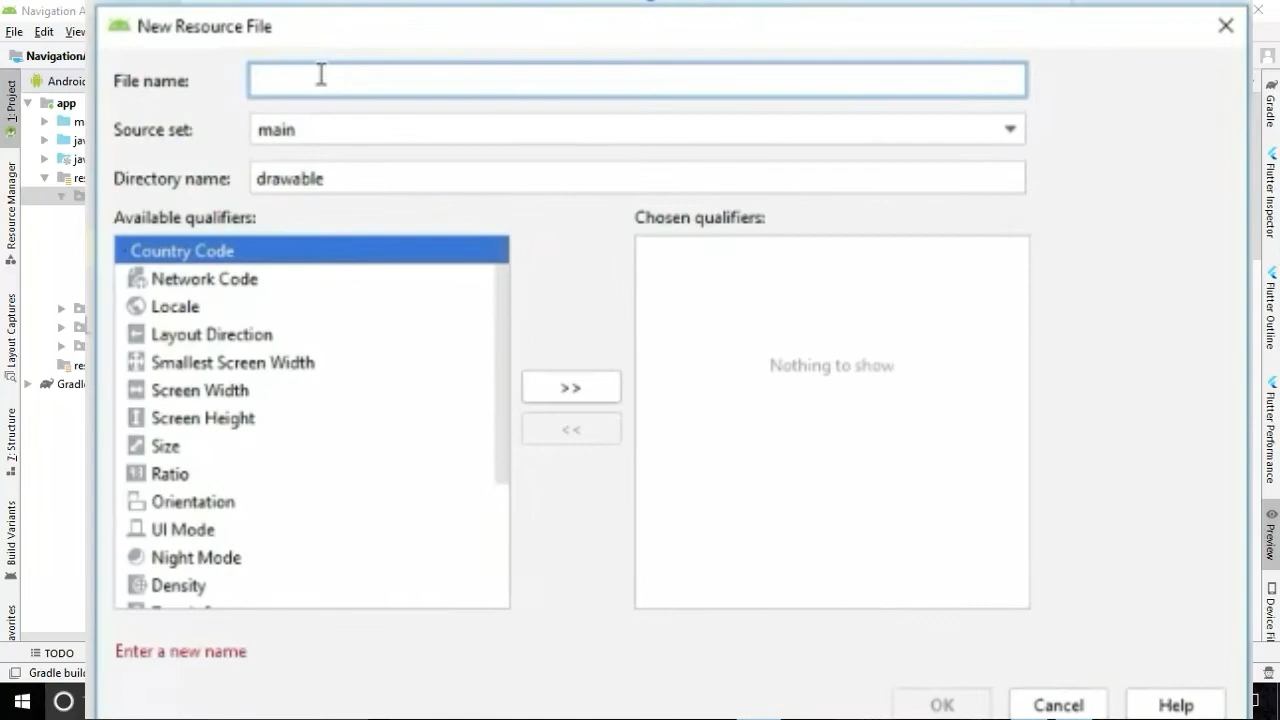 Navigation A
New Resource File
File Edit View
File name:
Navigation
Android
app
Source set: main
Directory name: drawable
Available qualifiers:
Chosen qualifiers:
Country Code
Network Code
Locale
Layout Direction
Smallest Screen Width
Screen Width
Screen Height
Size
Ratio
Orientation
UI Mode
Night Mode
Density
>>
<<
Nothing to show
Enter a new name
OK
Cancel
Help
1: Project
Resource Manager
Layout Captures
Z: Structure
Build Variants
TODO
Gradle
Gradle
Flutter Inspector
Flutter Outline
Flutter Performance
Preview